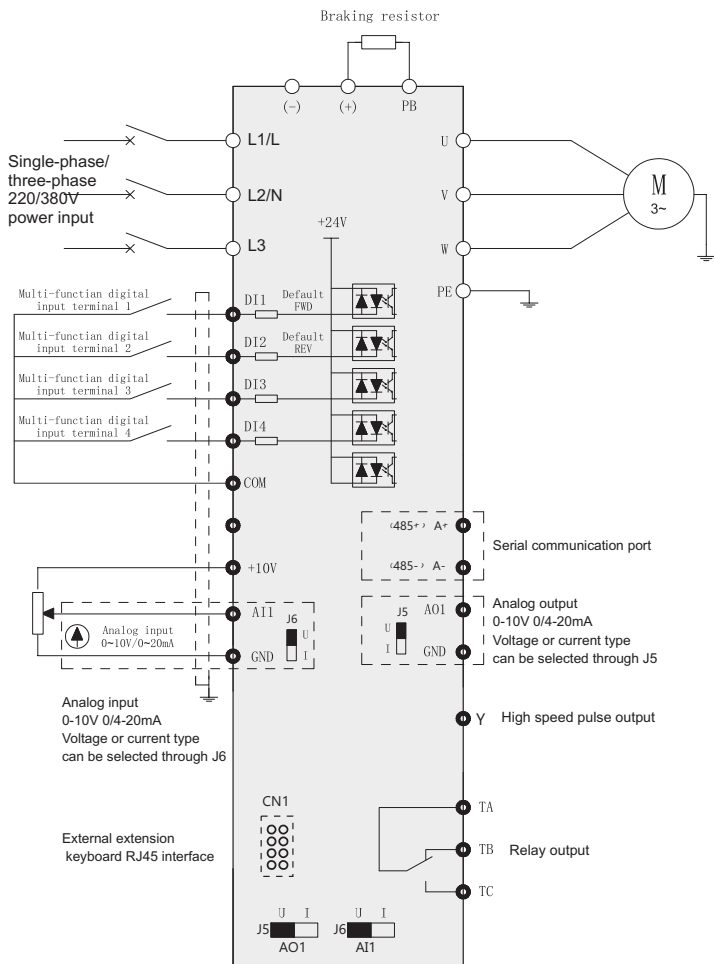 Braking resistor
(-) (+) PB
L1/L
U
Single-phase/
three-phase
220/380V
power input
L2/N
V
M
3~
+24V
L3
W
PE
Multi-functian digital
input terminal 1
DI1
Default
FWD
Multi-functian digital
input terminal 2
DI2
Default
REV
Multi-functian digital
input terminal 3
DI3
Multi-functian digital
input terminal 4
DI4
COM
(485+) A+
(485-) A-
Serial communication port
+10V
AI1
J6
U
I
Analog input
0~10V/0~20mA
GND
J5
U
I
AO1
GND
Analog output
0-10V 0/4-20mA
Voltage or current type
can be selected through J5
Analog input
0-10V 0/4-20mA
Voltage or current type
can be selected through J6
Y High speed pulse output
CN1
TA
External extension
keyboard RJ45 interface
TB Relay output
TC
U I U I
J5 J6
AO1 AI1